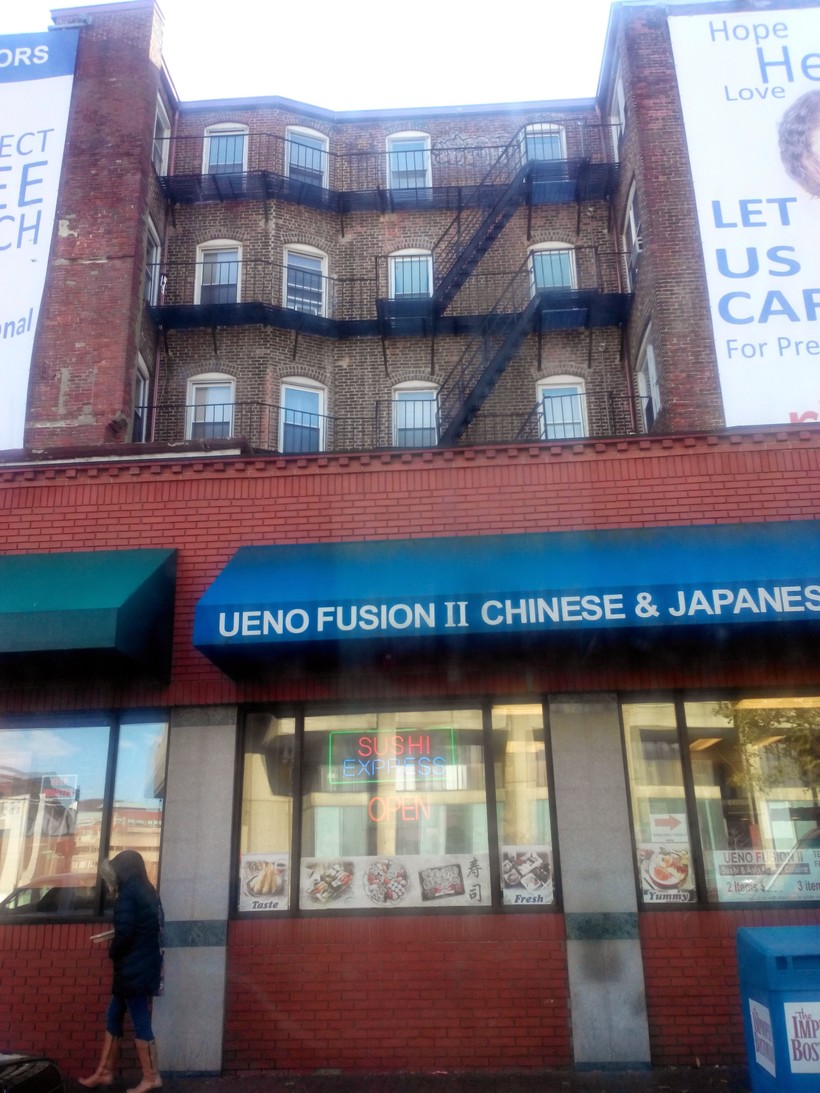 ORS
ECT
EE
CH
onal
Hope
He
Love
LET
US
CAR
For Pre
UENO FUSION II CHINESE & JAPANES
SUSHI
EXPRESS
OPEN
Taste
寿司
Fresh
Yummy
UENO FUSION II
2 Items
3 item
The
IMP
BOS